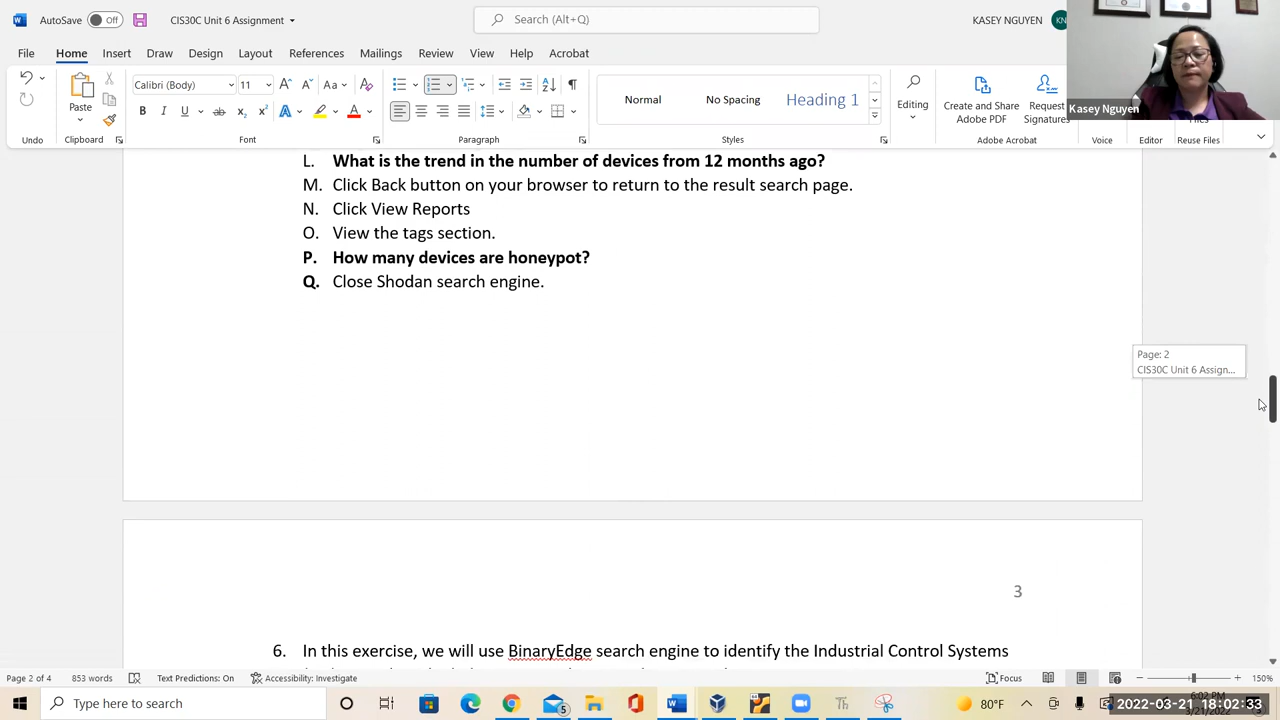 AutoSave Off
CIS30C Unit 6 Assignment
Search (Alt+Q)
KASEY NGUYEN
KN
File Home Insert Draw Design Layout References Mailings Review View Help Acrobat
Paste
Calibri (Body) 11
Normal
No Spacing
Heading 1
Editing
Create and Share Adobe PDF
Request Signatures
Files
Kasey Nguyen
Undo Clipboard Font Paragraph Styles Adobe Acrobat Voice Editor Reuse Files
L. What is the trend in the number of devices from 12 months ago?
M. Click Back button on your browser to return to the result search page.
N. Click View Reports
O. View the tags section.
P. How many devices are honeypot?
Q. Close Shodan search engine.
Page: 2
CIS30C Unit 6 Assign...
3
6. In this exercise, we will use BinaryEdge search engine to identify the Industrial Control Systems
Page 2 of 4 853 words Text Predictions: On Accessibility: Investigate Focus 150%
Type here to search
80°F
6:02 PM
2022-03-21 18:02:33